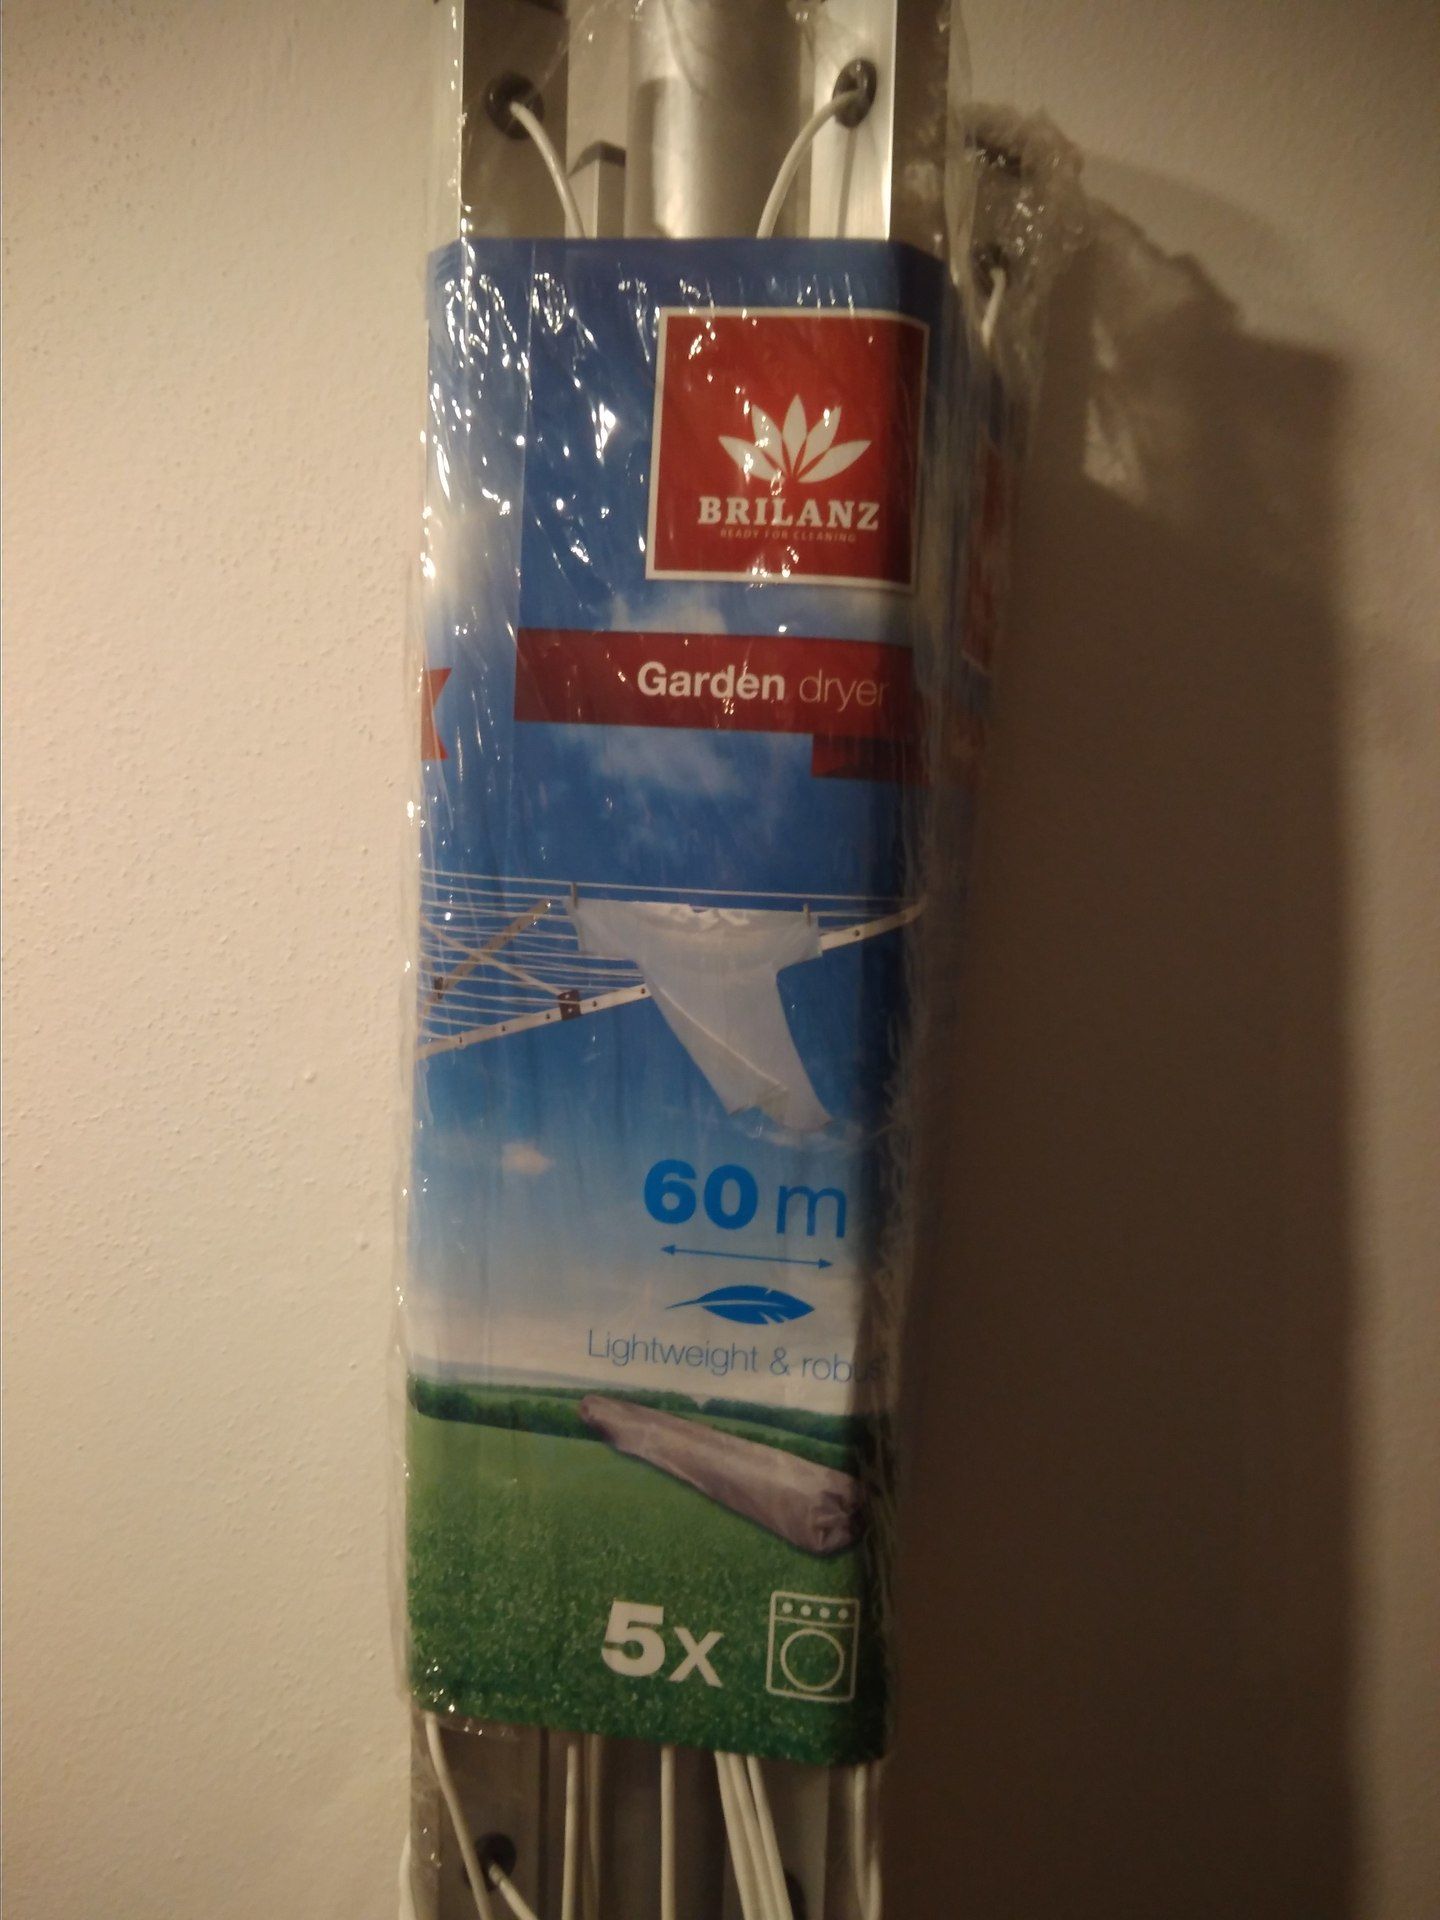 BRILANZ
READY FOR CLEANING
Garden dryer
60 m
Lightweight & robus
5x